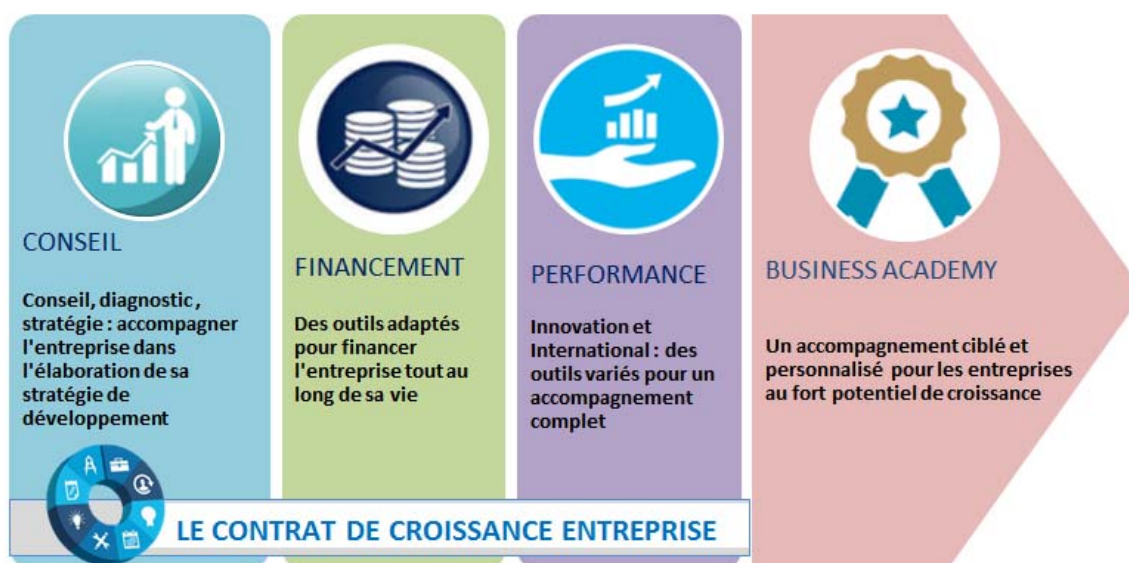 CONSEIL
Conseil, diagnostic ,
stratégie : accompagner
l'entreprise dans
l'élaboration de sa
stratégie de
développement
FINANCEMENT
Des outils adaptés
pour financer
l'entreprise tout au
long de sa vie
PERFORMANCE
Innovation et
International : des
outils variés pour un
accompagnement
complet
BUSINESS ACADEMY
Un accompagnement ciblé et
personnalisé pour les entreprises
au fort potentiel de croissance
LE CONTRAT DE CROISSANCE ENTREPRISE